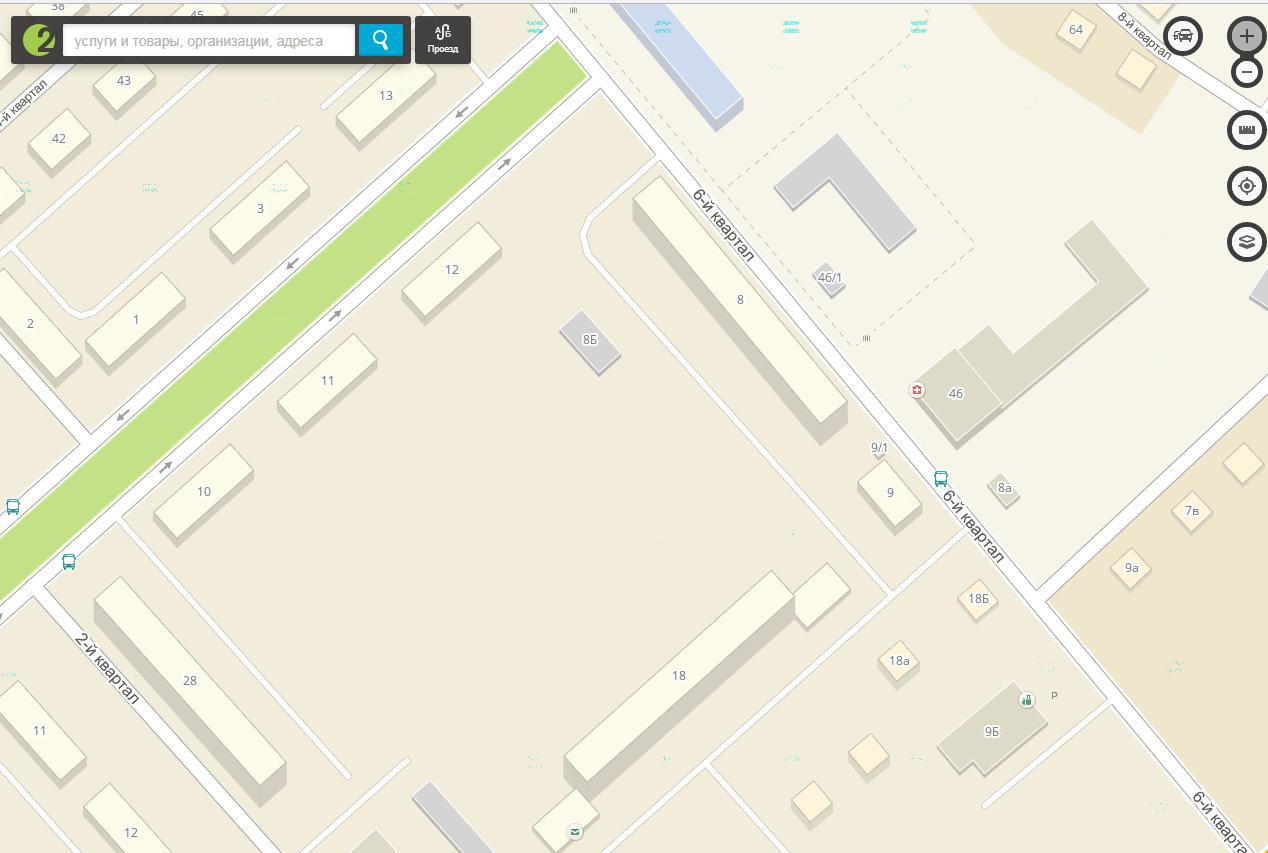 38
45
услуги и товары, организации, адреса
Проезд
8-й квартал
64
43
13
-й квартал
42
3
6-й квартал
12
46/1
8
2
1
8Б
11
46
9/1
10
9
8а
6-й квартал
7в
9а
18Б
2-й квартал
28
18
18а
P
11
9Б
12
6-й кварта